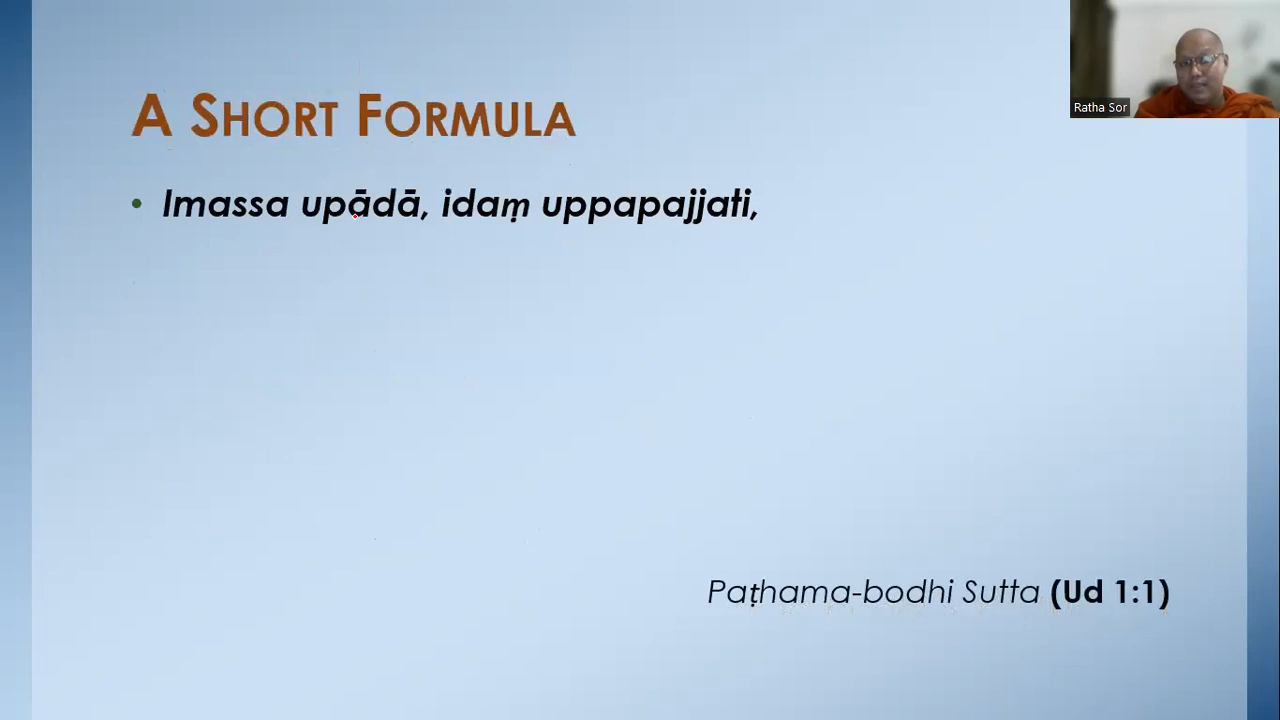 A Short Formula
Ratha Sor
• Imassa upādā, idaṃ uppapajjati,
Paṭhama-bodhi Sutta (Ud 1:1)